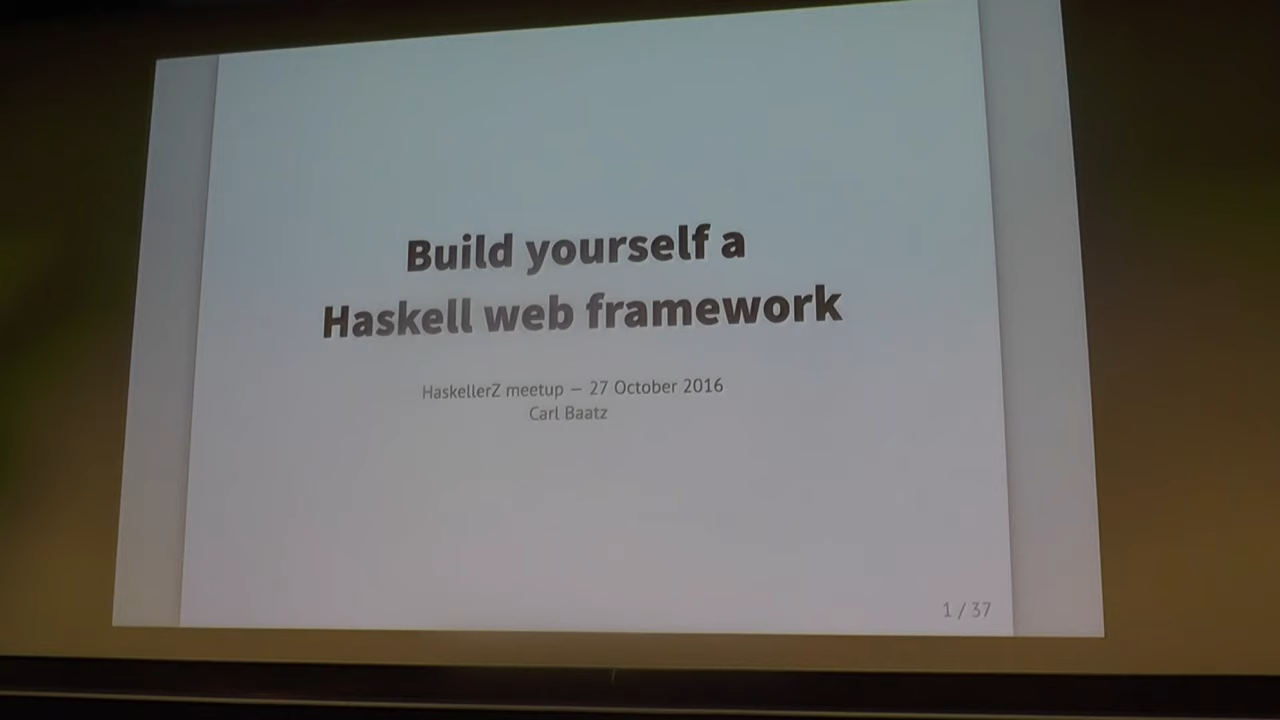 Build yourself a
Haskell web framework
HaskellerZ meetup — 27 October 2016
Carl Baatz
1 / 37